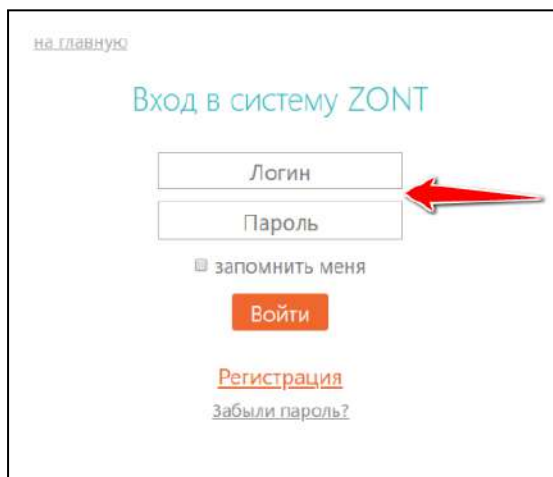 на главную
Вход в систему ZONT
Логин
Пароль
запомнить меня
Войти
Регистрация
Забыли пароль?